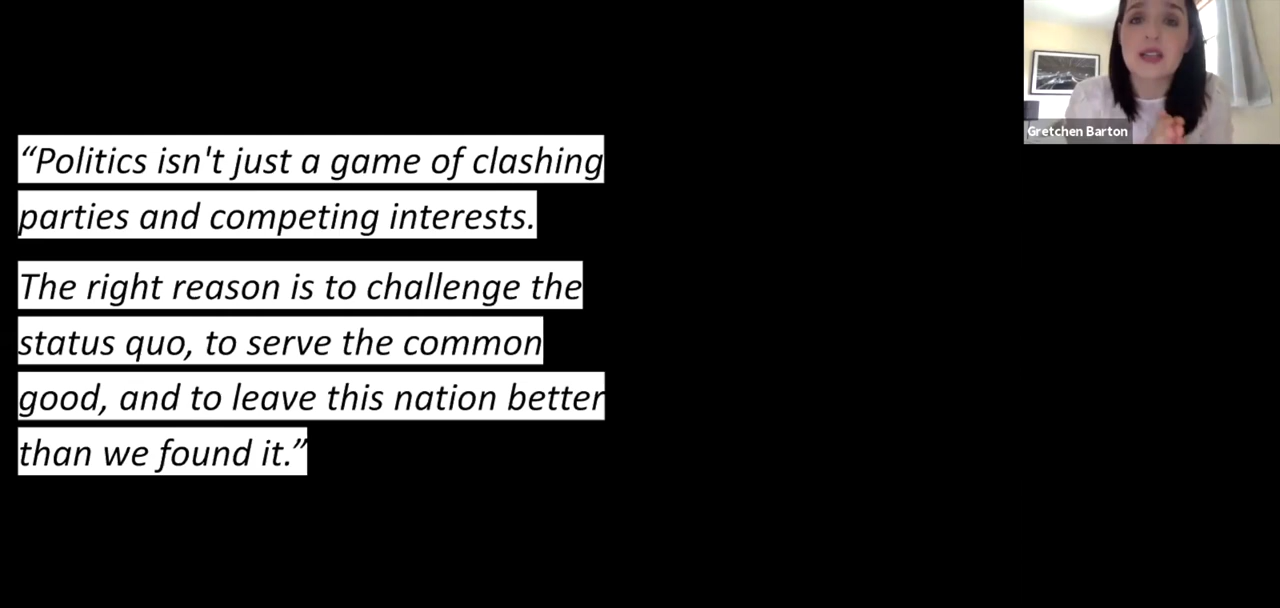 Gretchen Barton
“Politics isn't just a game of clashing
parties and competing interests.
The right reason is to challenge the
status quo, to serve the common
good, and to leave this nation better
than we found it.”